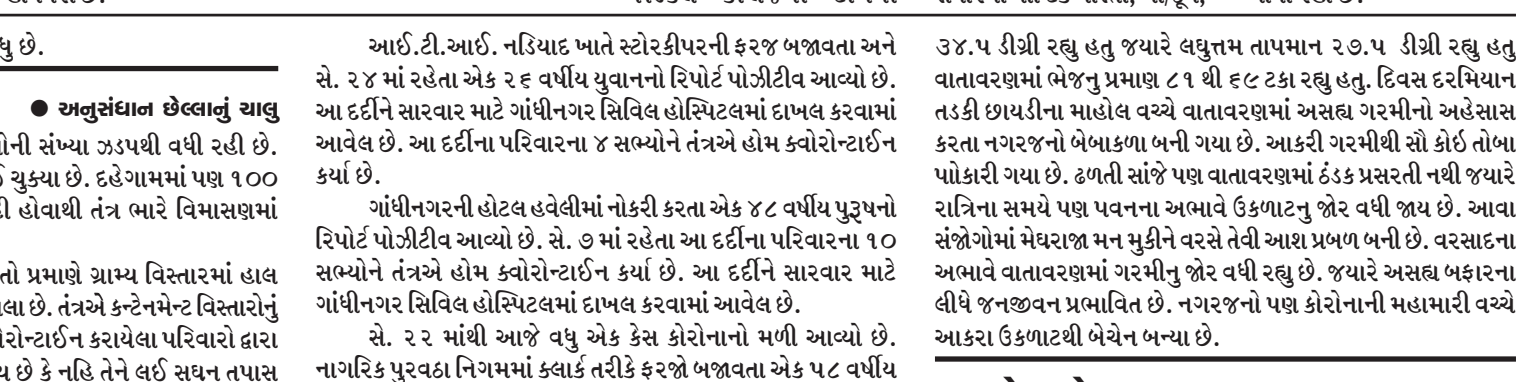 ધુ છે.
● અનુસંધાન છેલ્લાનું ચાલુ
ની સંખ્યા ઝડપથી વધી રહી છે.
ચુક્યા છે. દહેગામમાં પણ ૧૦૦
હોવાથી તંત્ર ભારે વિમાસણમાં
તો પ્રમાણે ગ્રામ્ય વિસ્તારમાં હાલ
લા છે. તંત્રએ કન્ટેનમેન્ટ વિસ્તારોનું
રોન્ટાઈન કરાયેલા પરિવારો દ્વારા
ય છે કે નહિ તેને લઈ સઘન તપાસ
આઈ.ટી.આઈ. નડિયાદ ખાતે સ્ટોરકીપરની ફરજ બજાવતા અને
સે. ૨૪ માં રહેતા એક ૨૬ વર્ષીય યુવાનનો રિપોર્ટ પોઝીટીવ આવ્યો છે.
આ દર્દીને સારવાર માટે ગાંધીનગર સિવિલ હોસ્પિટલમાં દાખલ કરવામાં
આવેલ છે. આ દર્દીના પરિવારના ૪ સભ્યોને તંત્રએ હોમ ક્વોરોન્ટાઈન
કર્યા છે.
ગાંધીનગરની હોટલ હવેલીમાં નોકરી કરતા એક ૪૮ વર્ષીય પુરૂષનો
રિપોર્ટ પોઝીટીવ આવ્યો છે. સે. ૭ માં રહેતા આ દર્દીના પરિવારના ૧૦
સભ્યોને તંત્રએ હોમ ક્વોરોન્ટાઈન કર્યા છે. આ દર્દીને સારવાર માટે
ગાંધીનગર સિવિલ હોસ્પિટલમાં દાખલ કરવામાં આવેલ છે.
સે. ૨૨ માંથી આજે વધુ એક કેસ કોરોનાનો મળી આવ્યો છે.
નાગરિક પુરવઠા નિગમમાં ક્લાર્ક તરીકે ફરજો બજાવતા એક ૫૮ વર્ષીય
૩૪.૫ ડીગ્રી રહ્યુ હતુ જયારે લઘુત્તમ તાપમાન ૨૭.૫ ડીગ્રી રહ્યુ હતુ
વાતાવરણમાં ભેજનુ પ્રમાણ ૮૧ થી ૬૯ ટકા રહ્યુ હતુ. દિવસ દરમિયાન
તડકી છાયડીના માહોલ વચ્ચે વાતાવરણમાં અસહ્ય ગરમીનો અહેસાસ
કરતા નગરજનો બેબાકળા બની ગયા છે. આકરી ગરમીથી સૌ કોઇ તોબા
પાોકારી ગયા છે. ઢળતી સાંજે પણ વાતાવરણમાં ઠંડક પ્રસરતી નથી જયારે
રાત્રિના સમયે પણ પવનના અભાવે ઉકળાટનુ જોર વધી જાય છે. આવા
સંજોગોમાં મેઘરાજા મન મુકીને વરસે તેવી આશ પ્રબળ બની છે. વરસાદના
અભાવે વાતાવરણમાં ગરમીનુ જોર વધી રહ્યુ છે. જયારે અસહ્ય બફારના
લીધે જનજીવન પ્રભાવિત છે. નગરજનો પણ કોરોનાની મહામારી વચ્ચે
આકરા ઉકળાટથી બેચેન બન્યા છે.